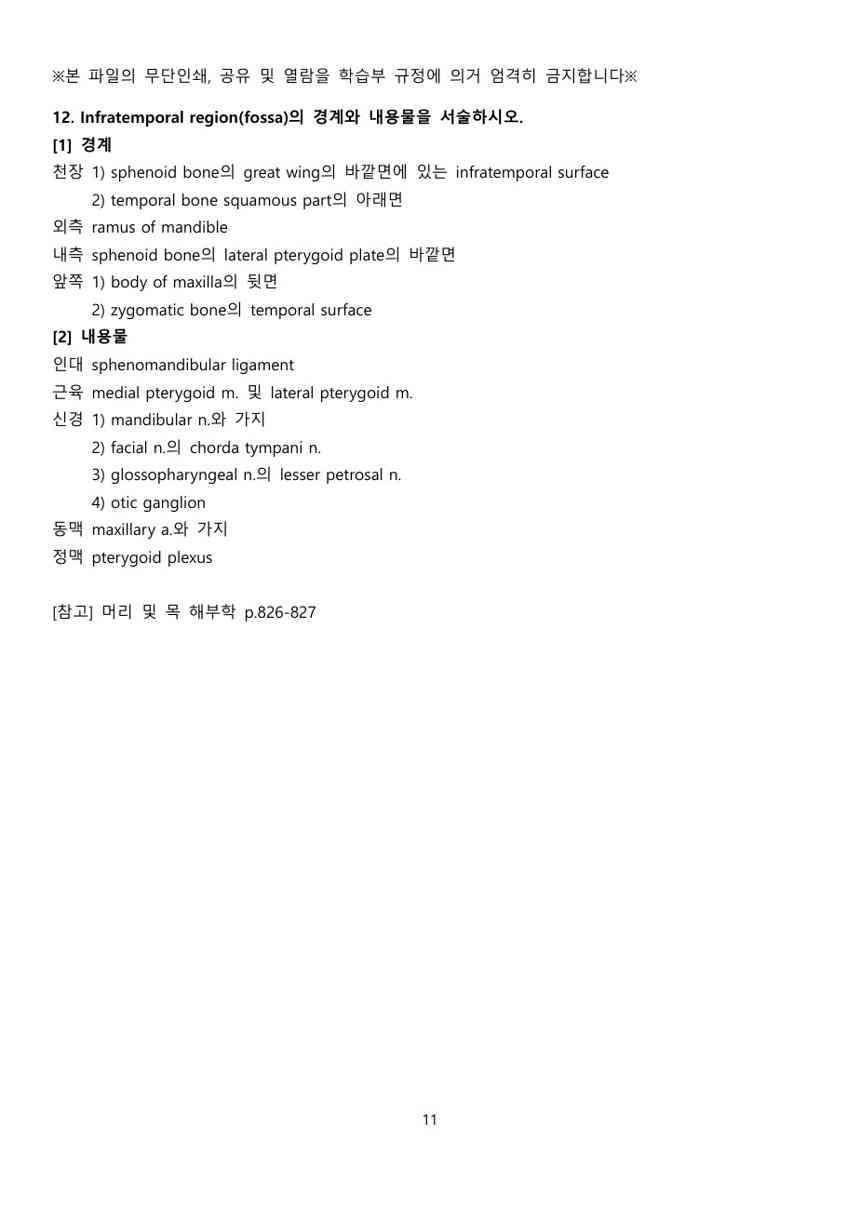 ※본 파일의 무단인쇄, 공유 및 열람을 학습부 규정에 의거 엄격히 금지합니다※
12. Infratemporal region(fossa)의 경계와 내용물을 서술하시오.
[1] 경계
천장 1) sphenoid bone의 great wing의 바깥면에 있는 infratemporal surface
2) temporal bone squamous part의 아래면
외측 ramus of mandible
내측 sphenoid bone의 lateral pterygoid plate의 바깥면
앞쪽 1) body of maxilla의 뒷면
2) zygomatic bone의 temporal surface
[2] 내용물
인대 sphenomandibular ligament
근육 medial pterygoid m. 및 lateral pterygoid m.
신경 1) mandibular n.와 가지
2) facial n.의 chorda tympani n.
3) glossopharyngeal n.의 lesser petrosal n.
4) otic ganglion
동맥 maxillary a.와 가지
정맥 pterygoid plexus
[참고] 머리 및 목 해부학 p.826-827
11